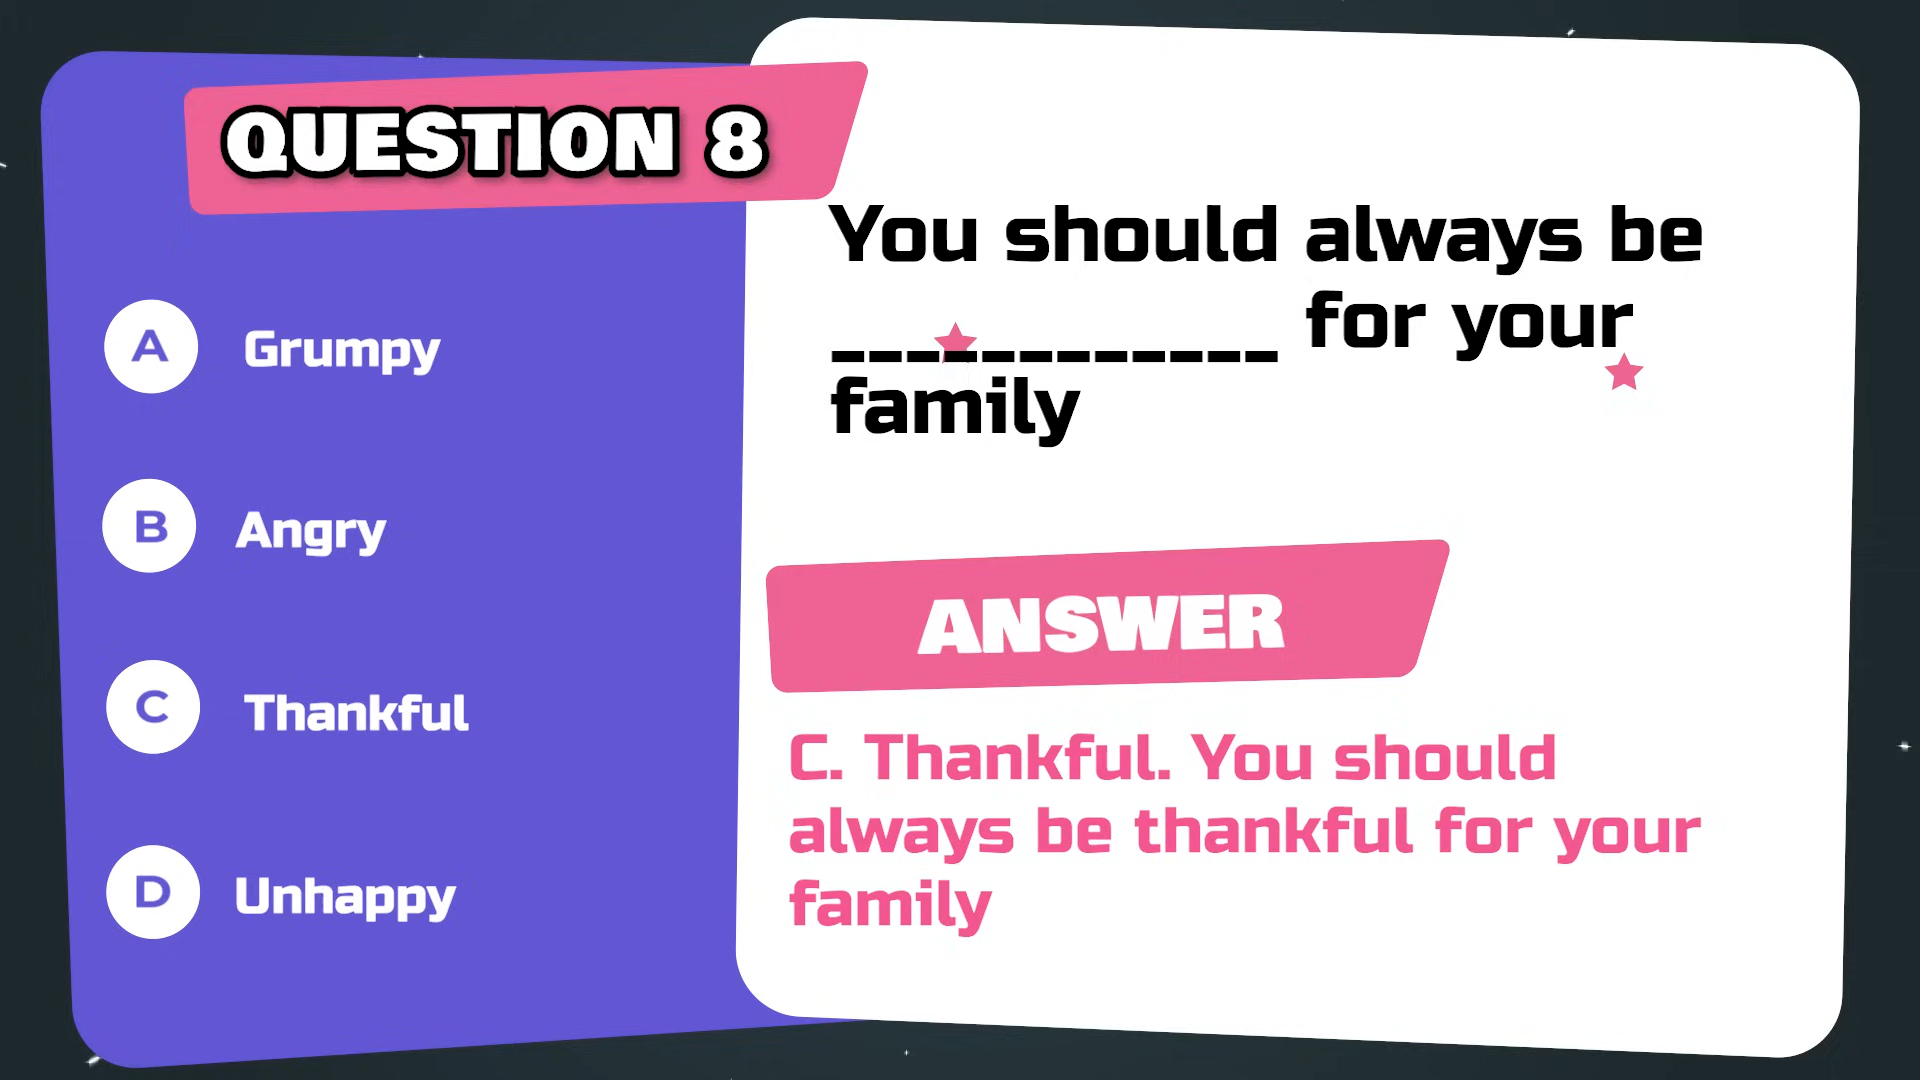 QUESTION 8
A Grumpy
B Angry
C Thankful
D Unhappy
You should always be
____________ for your
family
ANSWER
C. Thankful. You should
always be thankful for your
family